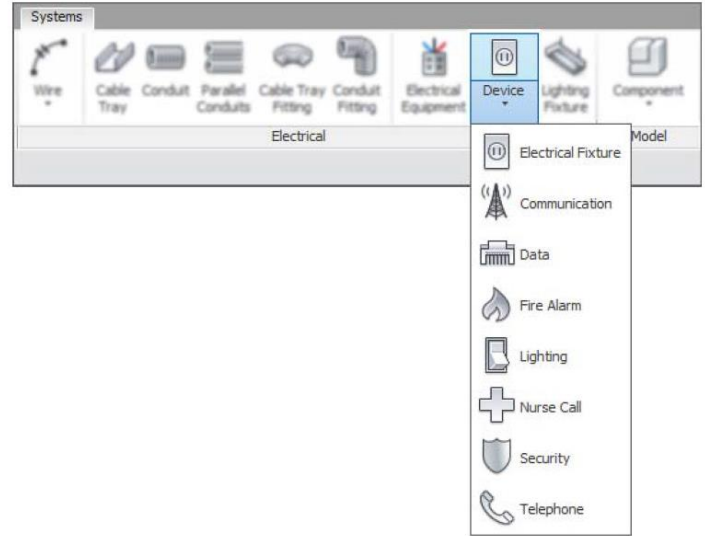 Systems
Wire
Cable Tray
Conduit
Parallel Conduits
Cable Tray Fitting
Conduit Fitting
Electrical Equipment
Device
Lighting Fixture
Component
Electrical
Model
Electrical Fixture
Communication
Data
Fire Alarm
Lighting
Nurse Call
Security
Telephone